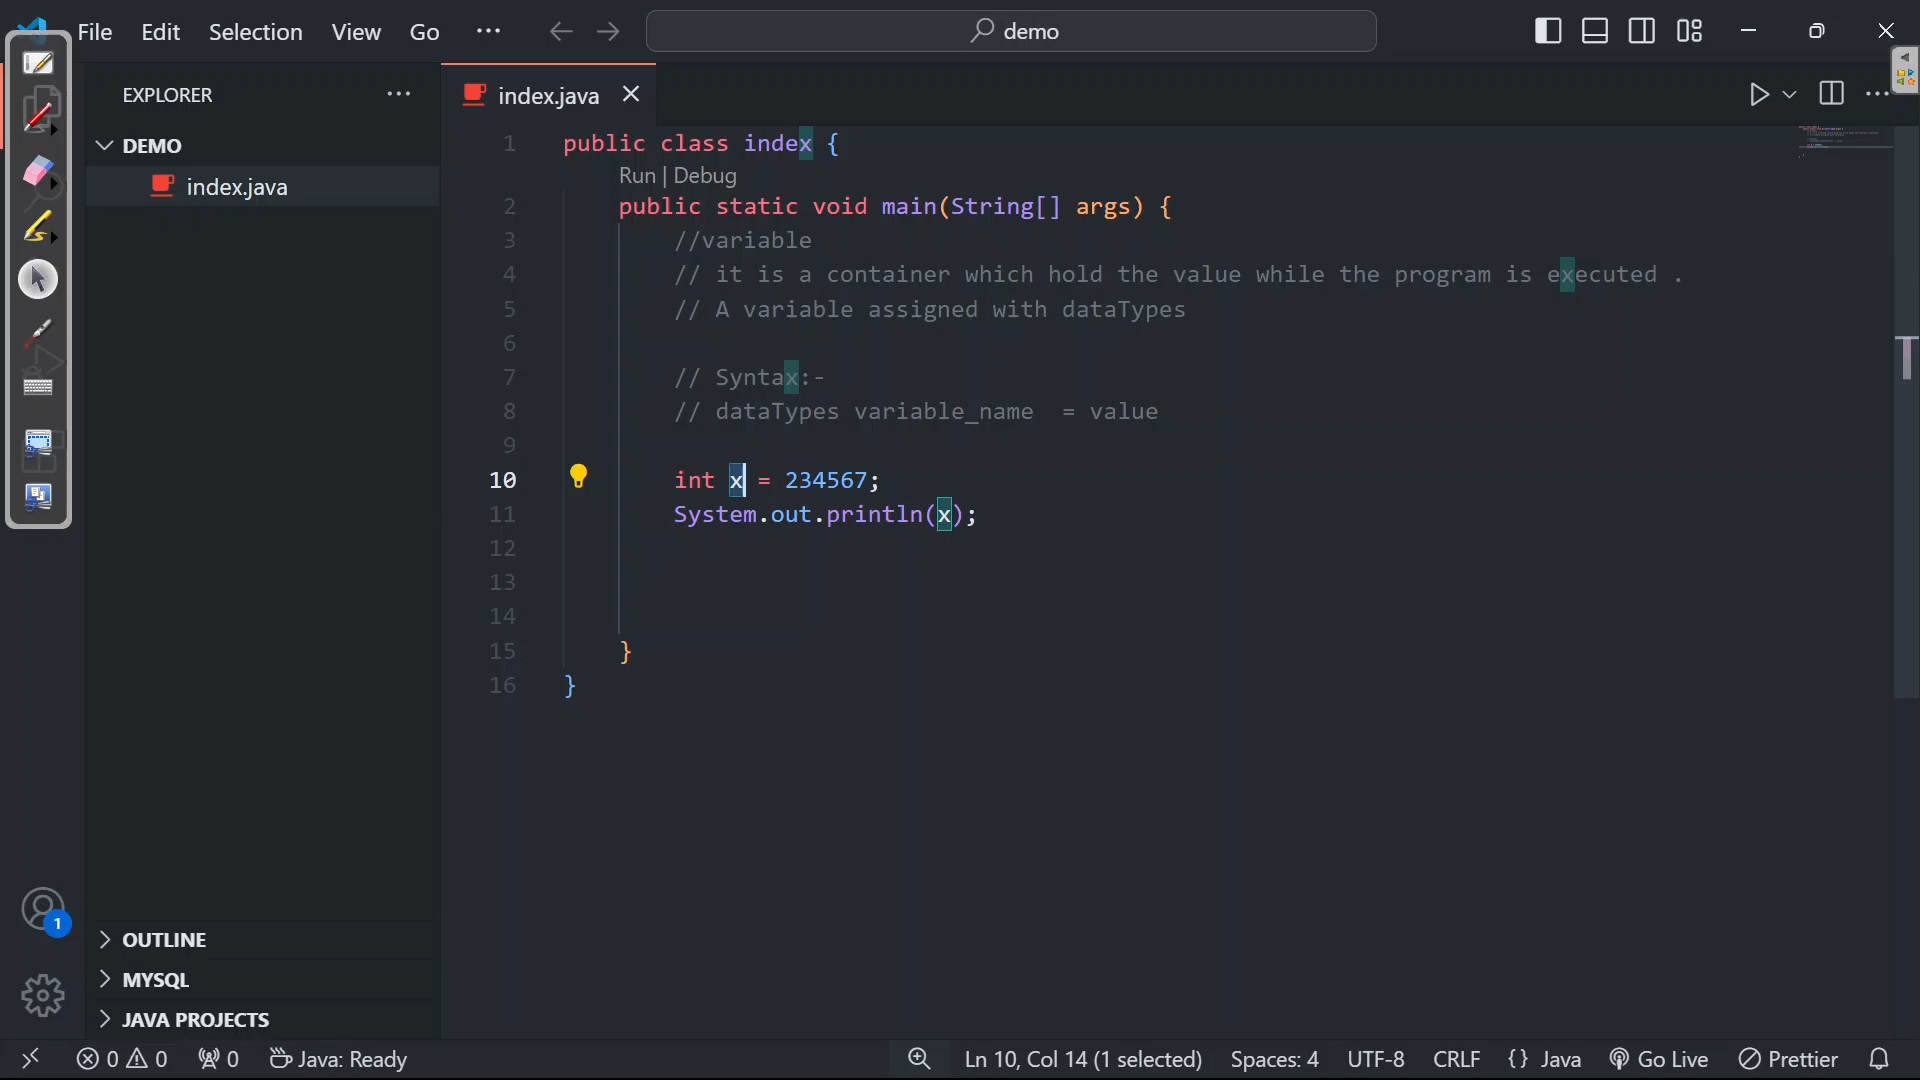 File Edit Selection View Go ··· demo
EXPLORER ···
DEMO
index.java
index.java
1 public class index {
Run | Debug
2 public static void main(String[] args) {
3 //variable
4 // it is a container which hold the value while the program is executed .
5 // A variable assigned with dataTypes
6
7 // Syntax:-
8 // dataTypes variable_name  = value
9
10 int x = 234567;
11 System.out.println(x);
12
13
14
15 }
16 }
1
OUTLINE
MYSQL
JAVA PROJECTS
0 0 0 Java: Ready Ln 10, Col 14 (1 selected) Spaces: 4 UTF-8 CRLF {} Java Go Live Prettier